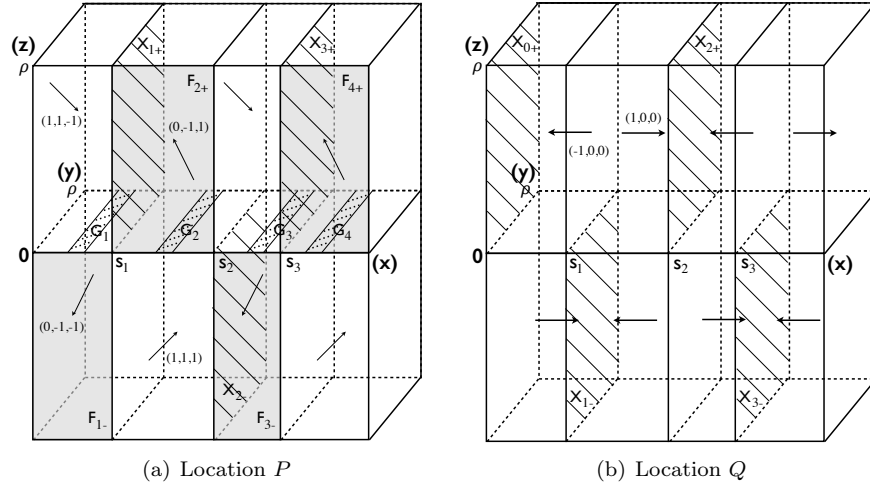 (z)
ρ
X1+
X3+
F2+
F4+
(1,1,-1)
(0,-1,1)
(y)
ρ
G1
G2
G3
G4
0
s1
s2
s3
(x)
(0,-1,-1)
(1,1,1)
X2-
F1-
F3-
(a) Location P
(z)
ρ
X0+
X2+
(1,0,0)
(-1,0,0)
(y)
ρ
0
s1
s2
s3
(x)
X1-
X3-
(b) Location Q